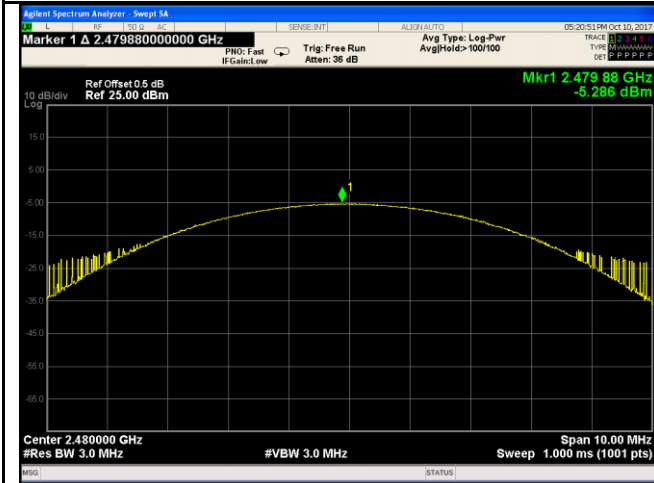 Agilent Spectrum Analyzer - Swept SA
L RF 50 Ω AC SENSE:INT ALIGNAUTO 05:20:51 PM Oct 10, 2017
Marker 1 Δ 2.479880000000 GHz
PNO: Fast Trig: Free Run Avg Type: Log-Pwr TRACE 1 2 3 4 5 6
IFGain:Low Atten: 36 dB Avg|Hold:>100/100 TYPE M
DET P P P P P P
Mkr1 2.479 88 GHz
-5.286 dBm
Ref Offset 0.5 dB
10 dB/div Ref 25.00 dBm
Log
15.0
5.00
1
-5.00
-15.0
-25.0
-35.0
-45.0
-55.0
-65.0
Center 2.480000 GHz Span 10.00 MHz
#Res BW 3.0 MHz #VBW 3.0 MHz Sweep 1.000 ms (1001 pts)
MSG STATUS